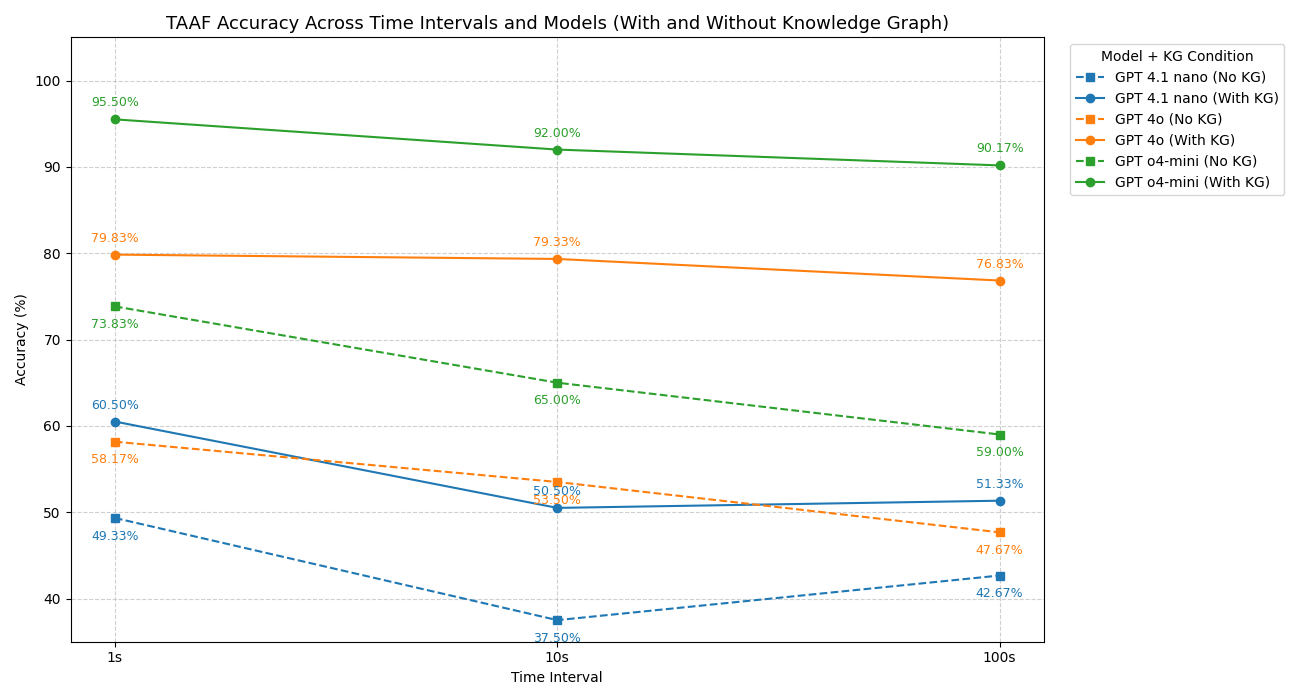 TAAF Accuracy Across Time Intervals and Models (With and Without Knowledge Graph)
Model + KG Condition
GPT 4.1 nano (No KG)
GPT 4.1 nano (With KG)
GPT 4o (No KG)
GPT 4o (With KG)
GPT o4-mini (No KG)
GPT o4-mini (With KG)
Accuracy (%)
100
90
80
70
60
50
40
95.50%
92.00%
90.17%
79.83%
79.33%
76.83%
73.83%
65.00%
59.00%
60.50%
50.50%
51.33%
58.17%
53.50%
47.67%
49.33%
37.50%
42.67%
1s
10s
100s
Time Interval